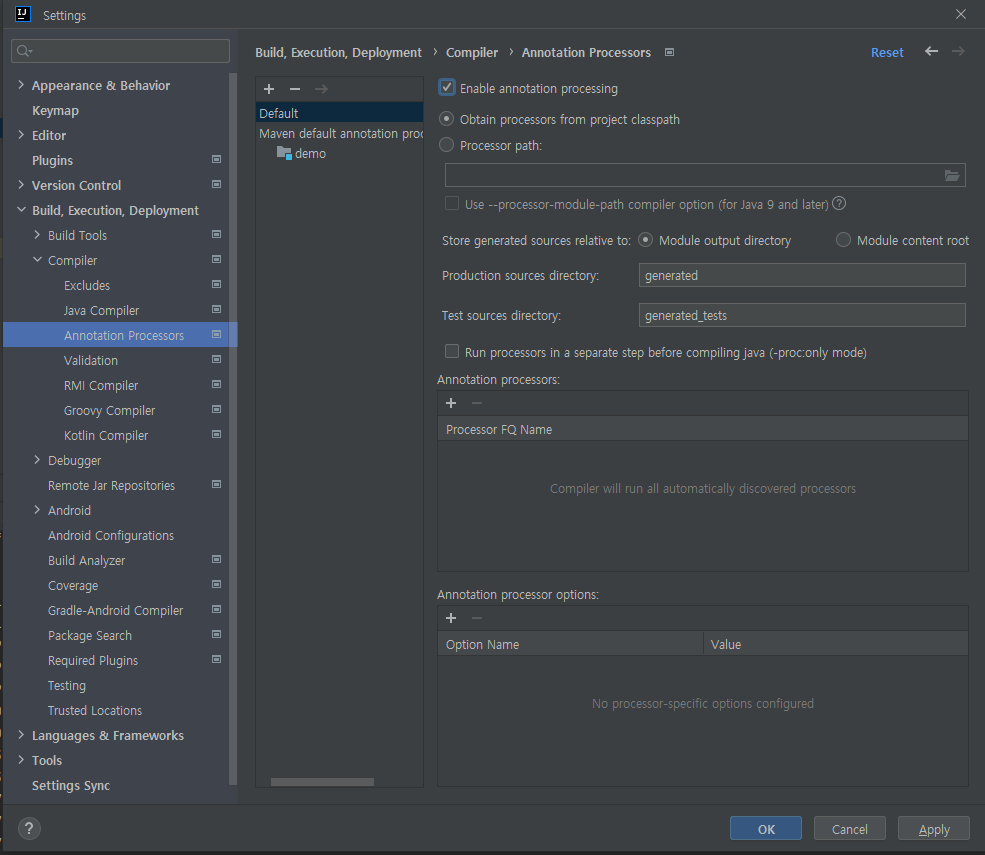 Settings
Build, Execution, Deployment › Compiler › Annotation Processors
Reset
Appearance & Behavior
Keymap
Editor
Plugins
Version Control
Build, Execution, Deployment
Build Tools
Compiler
Excludes
Java Compiler
Annotation Processors
Validation
RMI Compiler
Groovy Compiler
Kotlin Compiler
Debugger
Remote Jar Repositories
Android
Android Configurations
Build Analyzer
Coverage
Gradle-Android Compiler
Package Search
Required Plugins
Testing
Trusted Locations
Languages & Frameworks
Tools
Settings Sync
Default
Maven default annotation proc
demo
Enable annotation processing
Obtain processors from project classpath
Processor path:
Use --processor-module-path compiler option (for Java 9 and later) ?
Store generated sources relative to: Module output directory Module content root
Production sources directory: generated
Test sources directory: generated_tests
Run processors in a separate step before compiling java (-proc:only mode)
Annotation processors:
Processor FQ Name
Compiler will run all automatically discovered processors
Annotation processor options:
Option Name Value
No processor-specific options configured
?
OK Cancel Apply